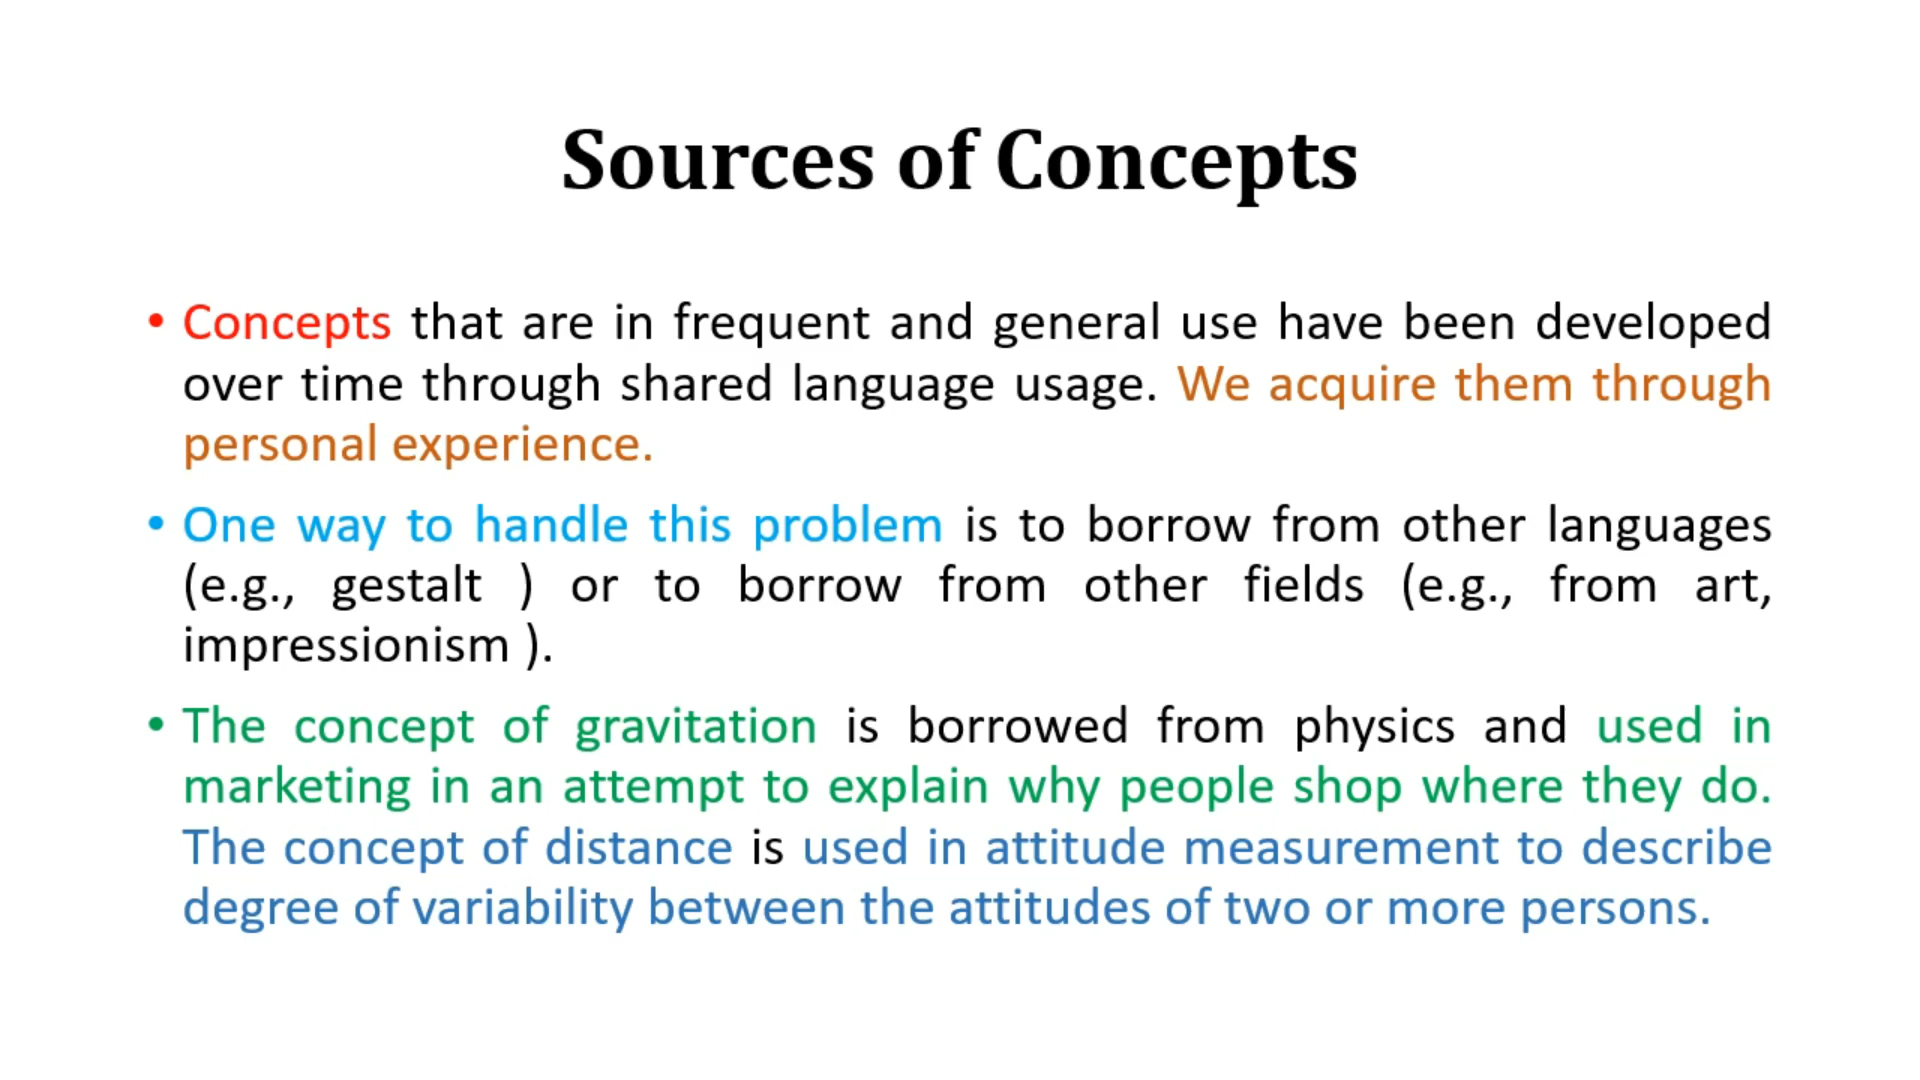 Sources of Concepts
• Concepts that are in frequent and general use have been developed
over time through shared language usage. We acquire them through
personal experience.
• One way to handle this problem is to borrow from other languages
(e.g., gestalt ) or to borrow from other fields (e.g., from art,
impressionism ).
• The concept of gravitation is borrowed from physics and used in
marketing in an attempt to explain why people shop where they do.
The concept of distance is used in attitude measurement to describe
degree of variability between the attitudes of two or more persons.